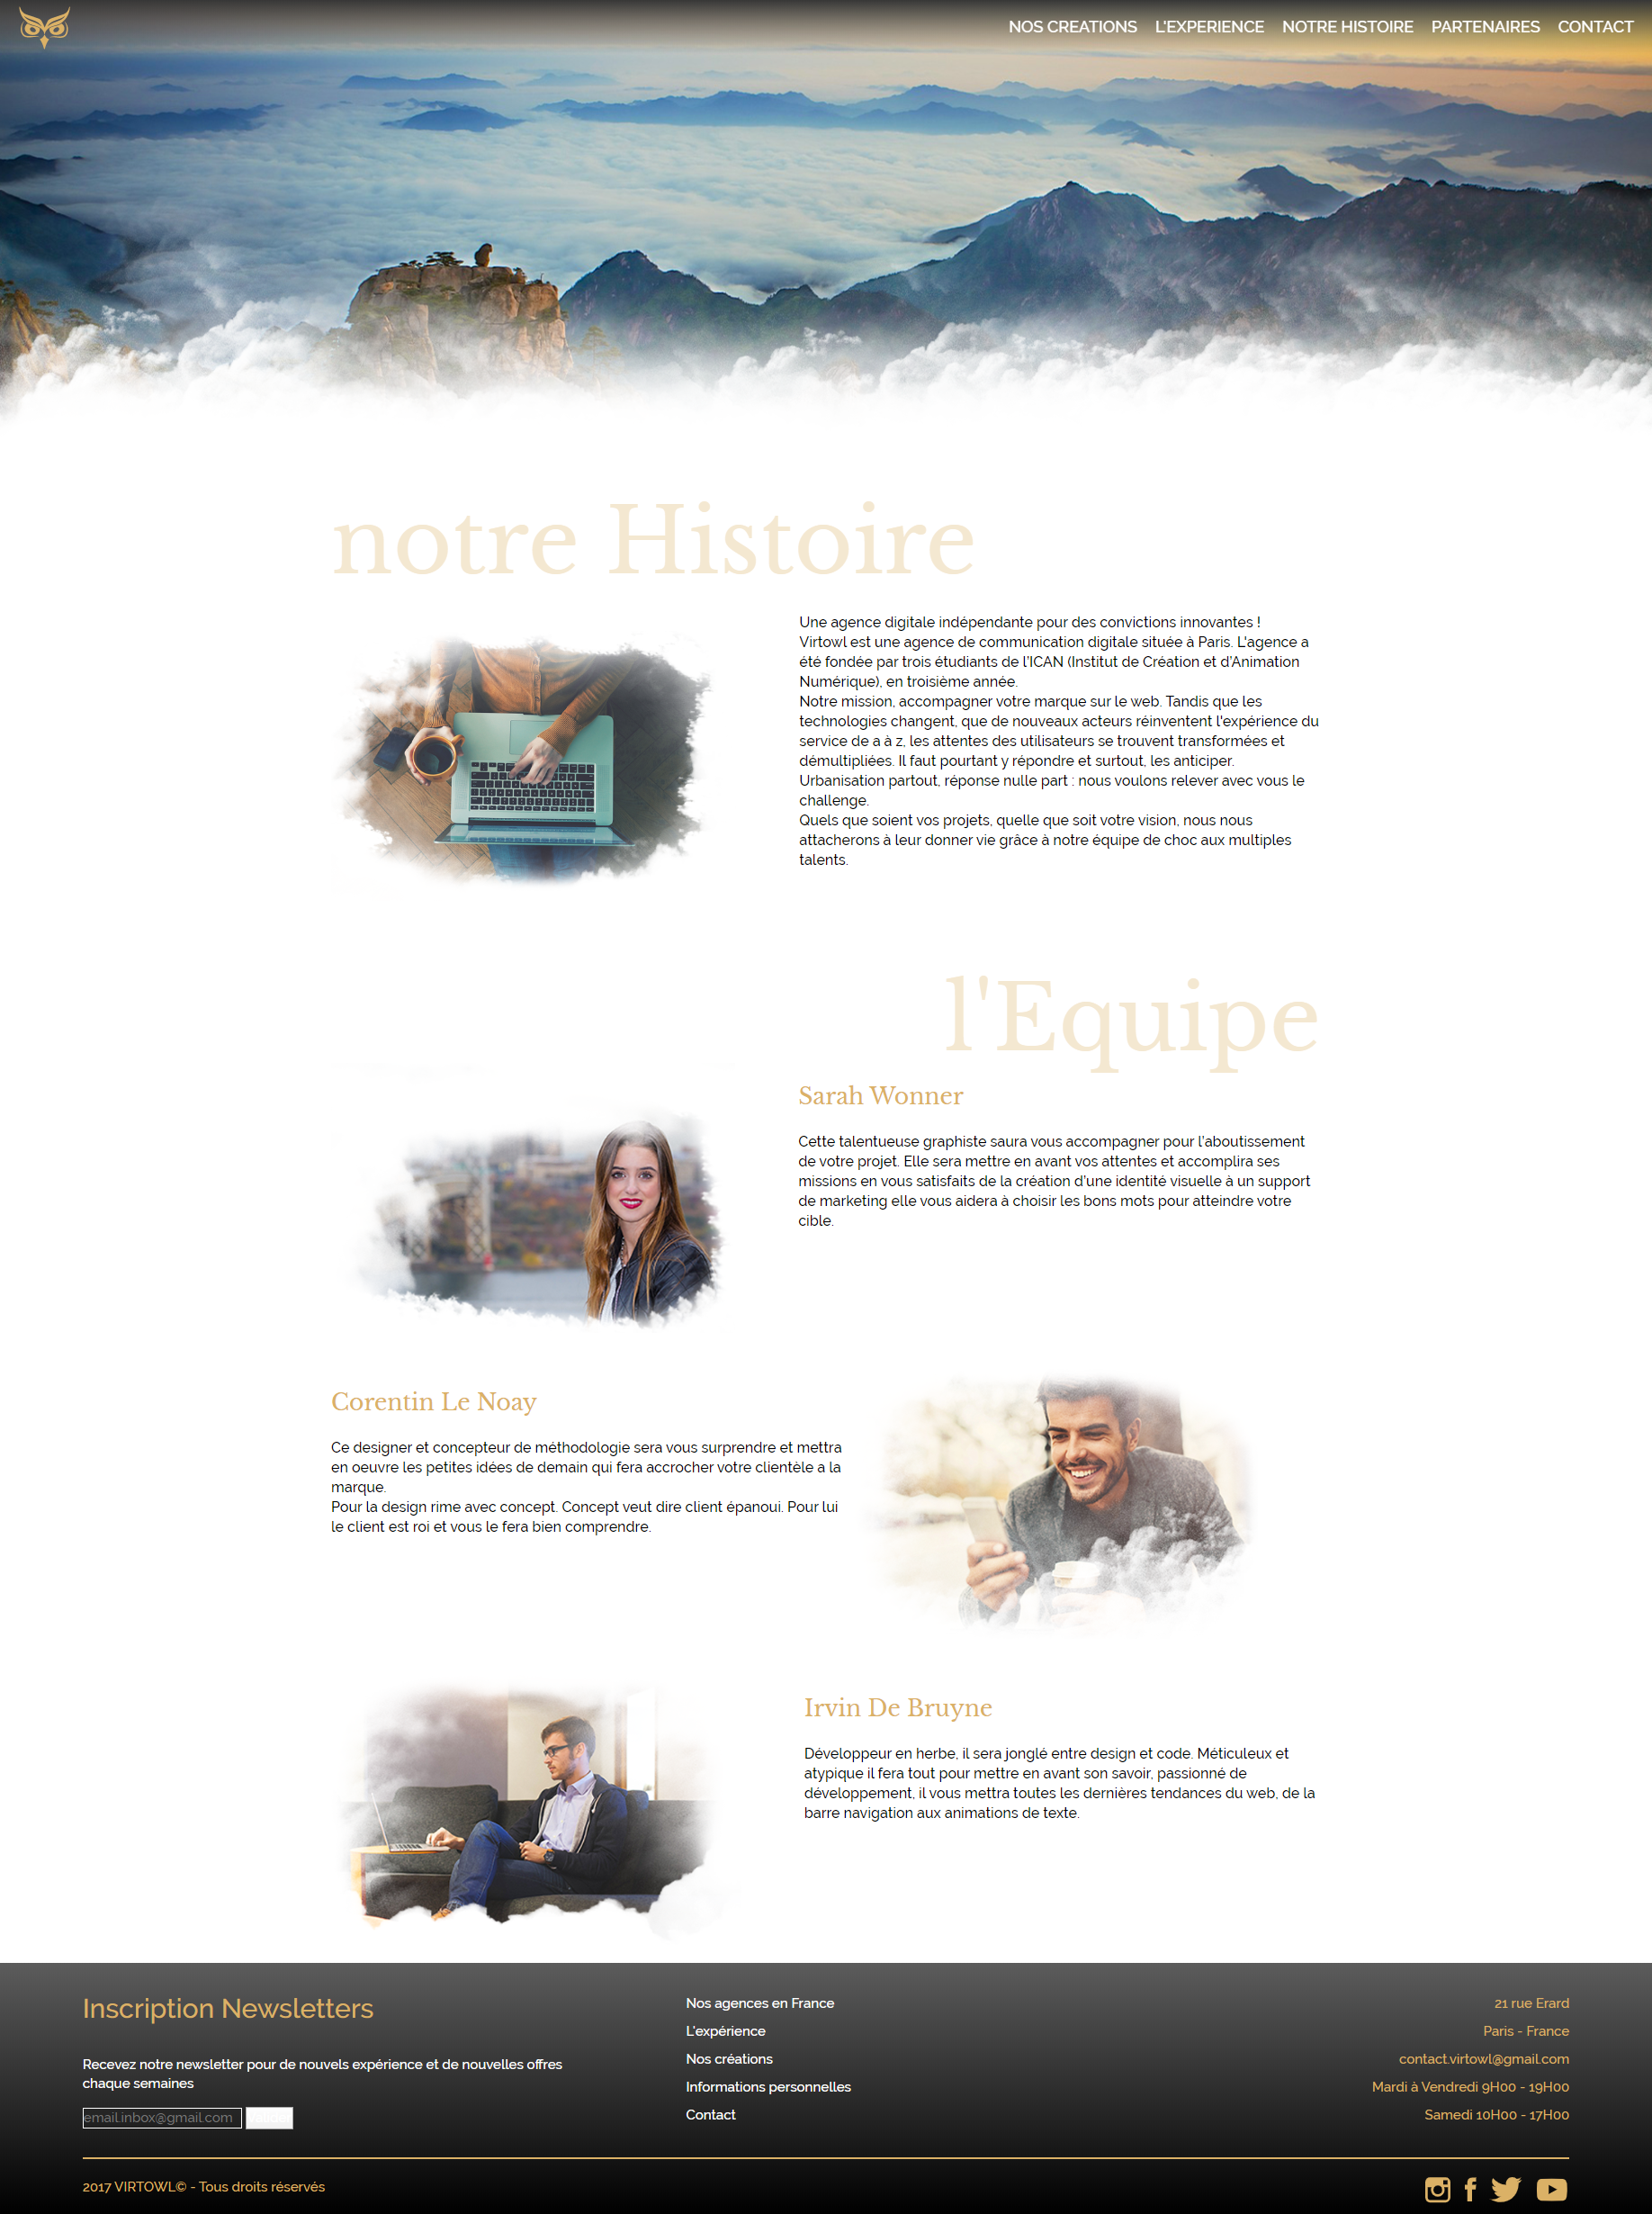 NOS CREATIONS L'EXPERIENCE NOTRE HISTOIRE PARTENAIRES CONTACT
notre Histoire
Une agence digitale indépendante pour des convictions innovantes !
Virtowl est une agence de communication digitale située à Paris. L'agence a
été fondée par trois étudiants de l'ICAN (Institut de Création et d'Animation
Numérique), en troisième année.
Notre mission, accompagner votre marque sur le web. Tandis que les
technologies changent, que de nouveaux acteurs réinventent l'expérience du
service de a à z, les attentes des utilisateurs se trouvent transformées et
démultipliées. Il faut pourtant y répondre et surtout, les anticiper.
Urbanisation partout, réponse nulle part : nous voulons relever avec vous le
challenge.
Quels que soient vos projets, quelle que soit votre vision, nous nous
attacherons à leur donner vie grâce à notre équipe de choc aux multiples
talents.
l'Equipe
Sarah Wonner
Cette talentueuse graphiste saura vous accompagner pour l'aboutissement
de votre projet. Elle sera mettre en avant vos attentes et accomplira ses
missions en vous satisfaits de la création d'une identité visuelle à un support
de marketing elle vous aidera à choisir les bons mots pour atteindre votre
cible.
Corentin Le Noay
Ce designer et concepteur de méthodologie sera vous surprendre et mettra
en oeuvre les petites idées de demain qui fera accrocher votre clientèle a la
marque.
Pour la design rime avec concept. Concept veut dire client épanoui. Pour lui
le client est roi et vous le fera bien comprendre.
Irvin De Bruyne
Développeur en herbe, il sera jonglé entre design et code. Méticuleux et
atypique il fera tout pour mettre en avant son savoir, passionné de
développement, il vous mettra toutes les dernières tendances du web, de la
barre navigation aux animations de texte.
Inscription Newsletters
Recevez notre newsletter pour de nouvels expérience et de nouvelles offres
chaque semaines
email.inbox@gmail.com
Nos agences en France
L'expérience
Nos créations
Informations personnelles
Contact
21 rue Erard
Paris - France
contact.virtowl@gmail.com
Mardi à Vendredi 9H00 - 19H00
Samedi 10H00 - 17H00
2017 VIRTOWL© - Tous droits réservés